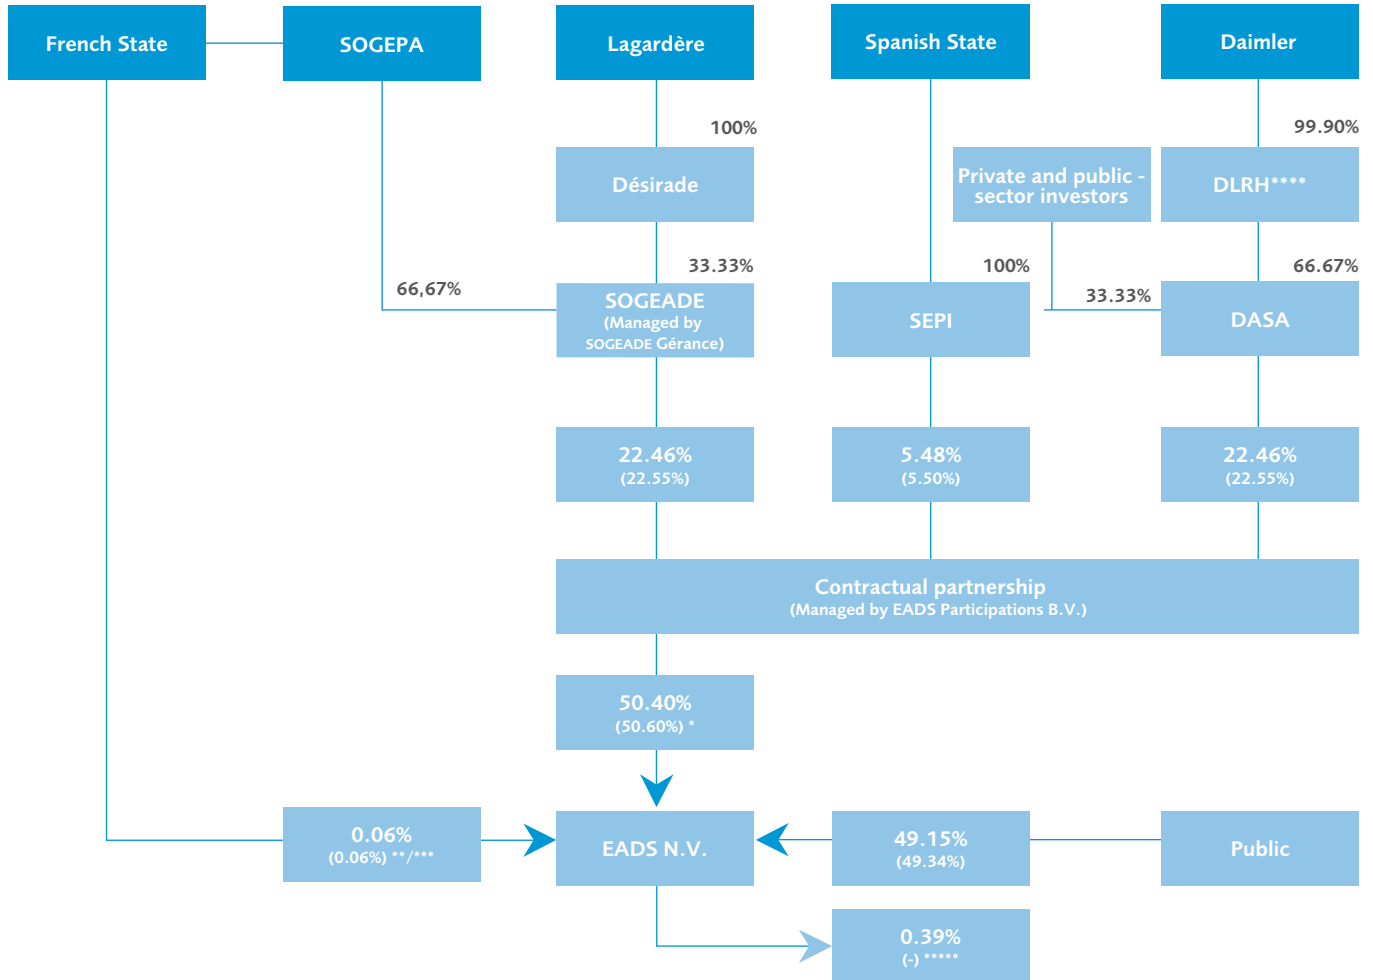 French State
SOGEPA
Lagardère
Spanish State
Daimler
100%
99.90%
Désirade
Private and public -
sector investors
DLRH****
66,67%
33.33%
100%
33.33%
66.67%
SOGEADE
(Managed by
SOGEADE Gérance)
SEPI
DASA
22.46%
(22.55%)
5.48%
(5.50%)
22.46%
(22.55%)
Contractual partnership
(Managed by EADS Participations B.V.)
50.40%
(50.60%) *
0.06%
(0.06%) **/***
EADS N.V.
49.15%
(49.34%)
Public
0.39%
(-) *****